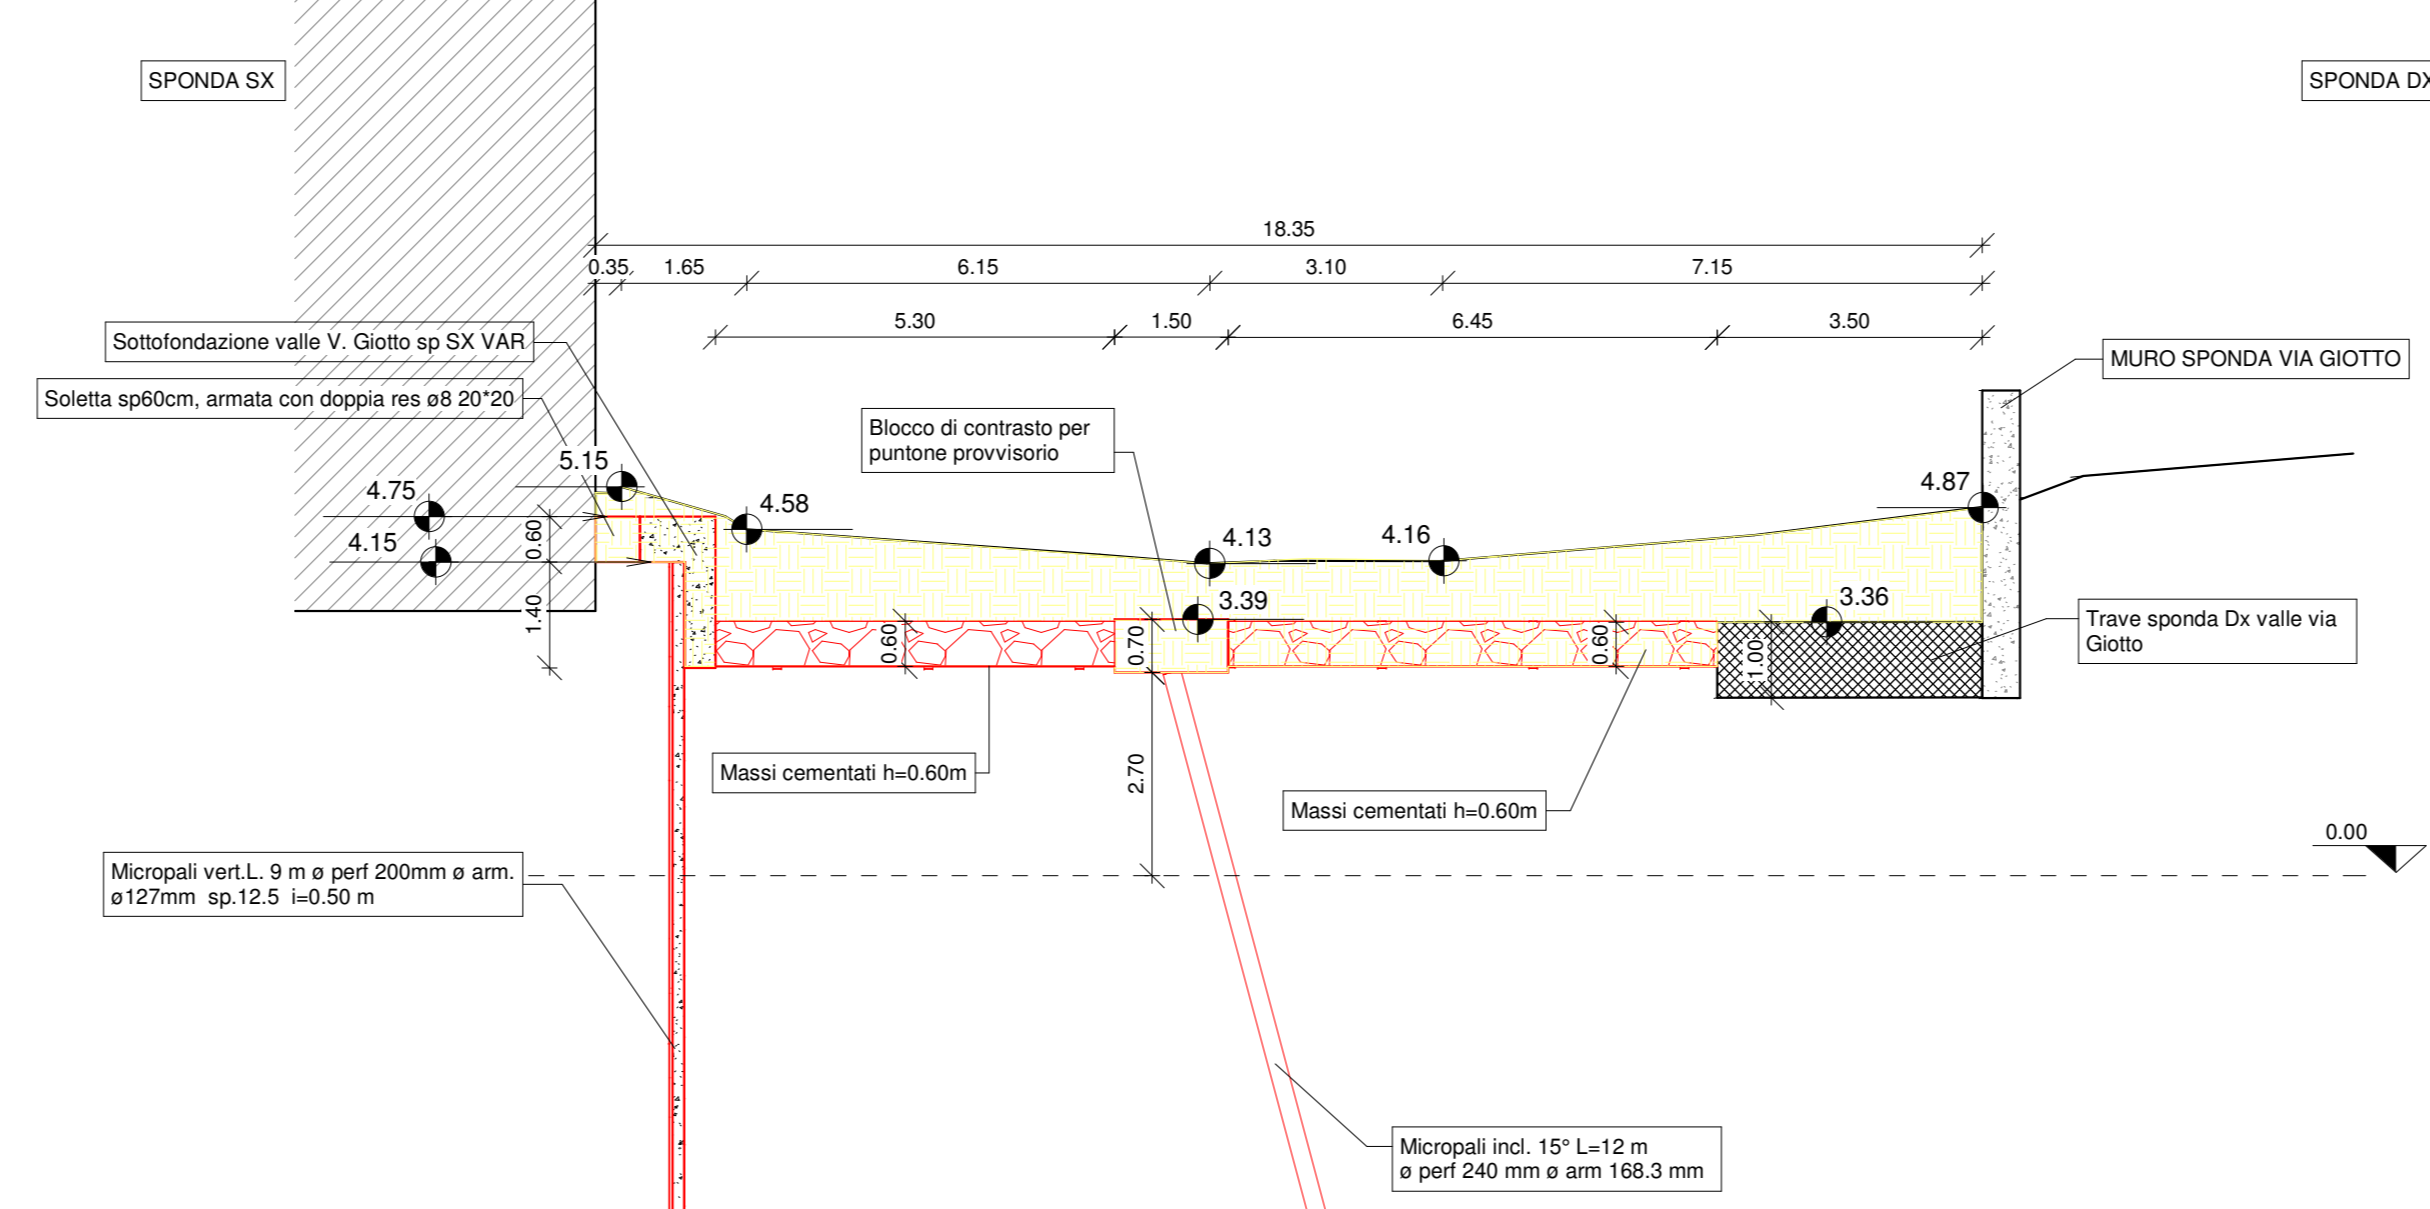 SPONDA SX
SPONDA DX
18.35
0.35 1.65 6.15 3.10 7.15
5.30 1.50 6.45 3.50
Sottofondazione valle V. Giotto sp SX VAR
MURO SPONDA VIA GIOTTO
Soletta sp60cm, armata con doppia res ø8 20*20
Blocco di contrasto per
puntone provvisorio
5.15
4.75
4.58
4.87
4.15
0.60
4.13
4.16
1.40
3.39
3.36
0.60
0.70
0.60
1.00
Trave sponda Dx valle via
Giotto
Massi cementati h=0.60m
2.70
Massi cementati h=0.60m
0.00
Micropali vert.L. 9 m ø perf 200mm ø arm.
ø127mm sp.12.5 i=0.50 m
Micropali incl. 15° L=12 m
ø perf 240 mm ø arm 168.3 mm